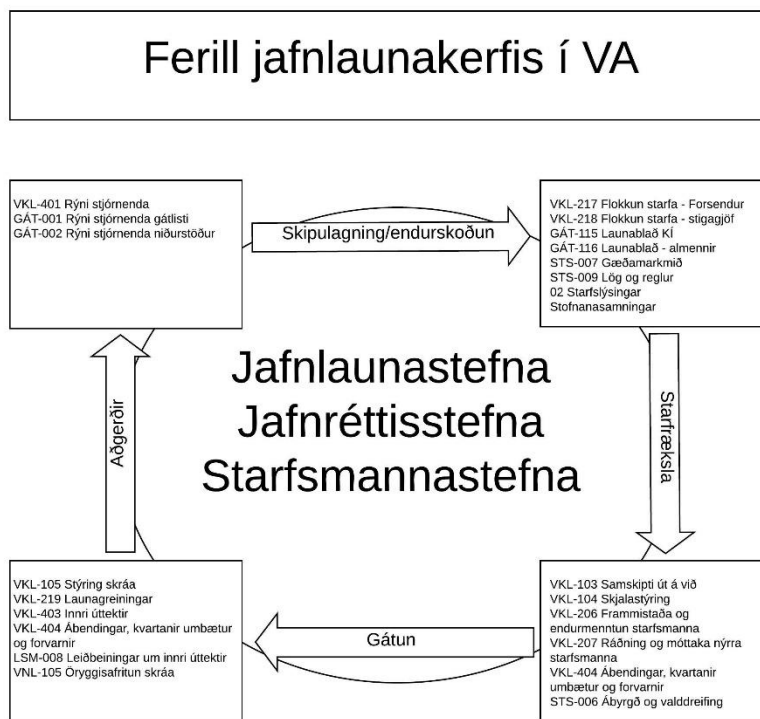 Ferill jafnlaunakerfis í VA
VKL-401 Rýni stjórnenda
GÁT-001 Rýni stjórnenda gátlisti
GÁT-002 Rýni stjórnenda niðurstöður
Skipulagning/endurskoðun
VKL-217 Flokkun starfa - Forsendur
VKL-218 Flokkun starfa - stigagjöf
GÁT-115 Launablað KÍ
GÁT-116 Launablað - almennir
STS-007 Gæðamarkmið
STS-009 Lög og reglur
02 Starfslýsingar
Stofnanasamningar
Aðgerðir
Jafnlaunastefna
Jafnréttisstefna
Starfsmannastefna
Starfræksla
VKL-105 Stýring skráa
VKL-219 Launagreiningar
VKL-403 Innri úttektir
VKL-404 Ábendingar, kvartanir umbætur
og forvarnir
LSM-008 Leiðbeiningar um innri úttektir
VNL-105 Öryggisafritun skráa
Gátun
VKL-103 Samskipti út á við
VKL-104 Skjalastýring
VKL-206 Frammistaða og
endurmenntun starfsmanna
VKL-207 Ráðning og móttaka nýrra
starfsmanna
VKL-404 Ábendingar, kvartanir
umbætur og forvarnir
STS-006 Ábyrgð og valddreifing